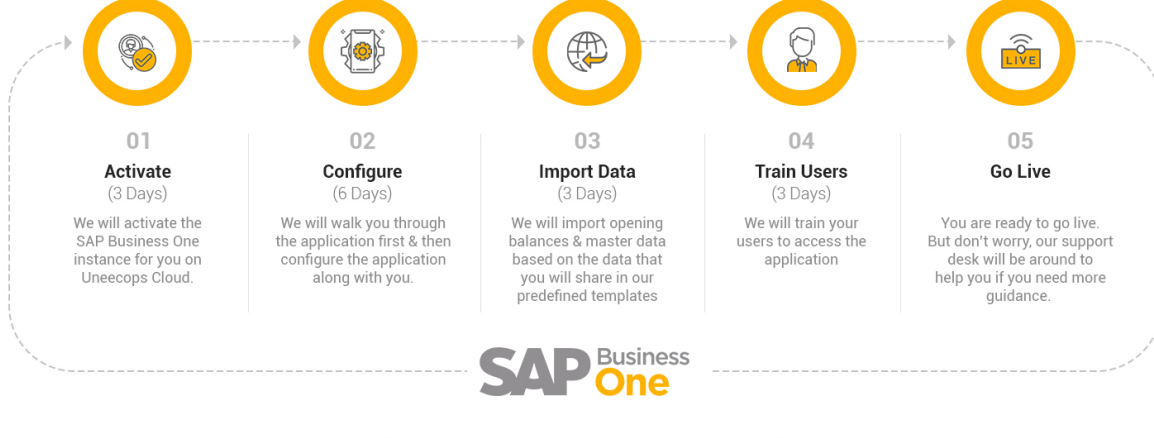 LIVE
01
Activate
(3 Days)
We will activate the
SAP Business One
instance for you on
Uneecops Cloud.
02
Configure
(6 Days)
We will walk you through
the application first & then
configure the application
along with you.
03
Import Data
(3 Days)
We will import opening
balances & master data
based on the data that
you will share in our
predefined templates
04
Train Users
(3 Days)
We will train your
users to access the
application
05
Go Live
You are ready to go live.
But don't worry, our support
desk will be around to
help you if you need more
guidance.
SAP Business
One